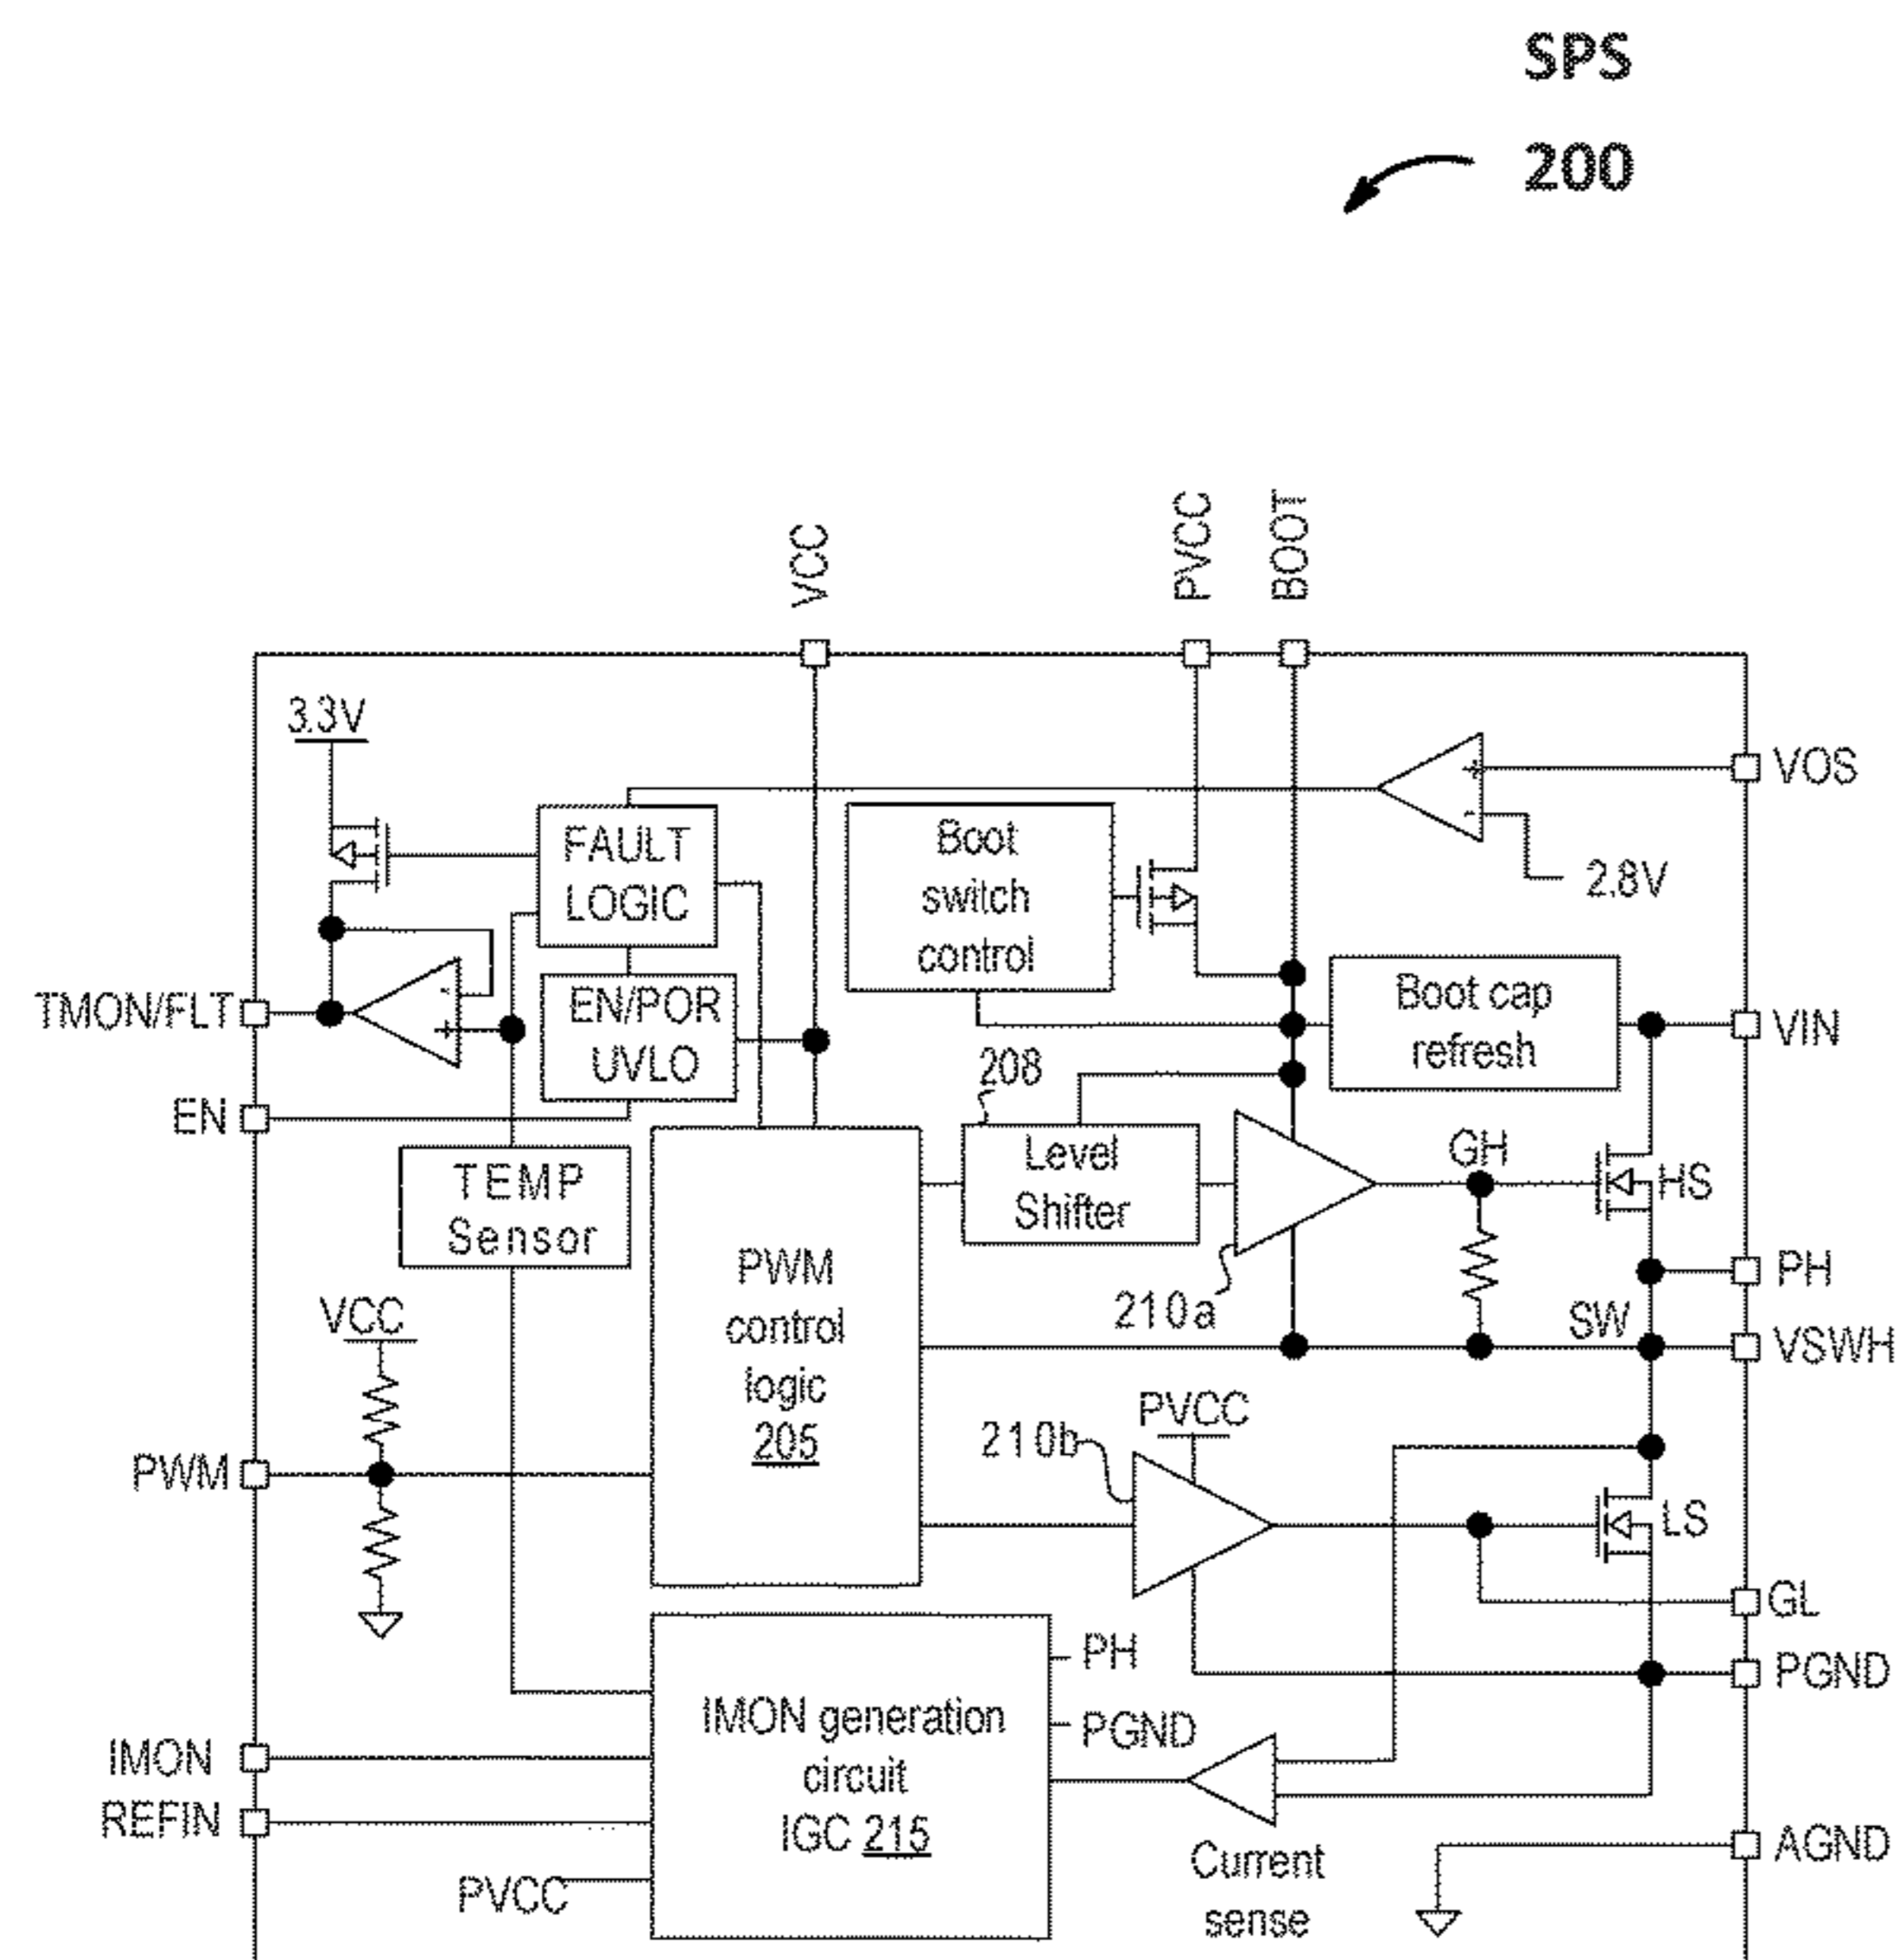 SPS
200
VCC
PVCC
BOOT
3.3V
VOS
FAULT
LOGIC
Boot
switch
control
2.8V
TMON/FLT
-
+
+
-
EN/POR
UVLO
Boot cap
refresh
VIN
208
EN
TEMP
Sensor
Level
Shifter
GH
HS
210a
PH
VCC
PWM
control
logic
205
SW
VSWH
PVCC
210b
PWM
LS
GL
PH
PGND
PGND
IMON generation
circuit
IGC 215
IMON
REFIN
PVCC
Current
sense
AGND